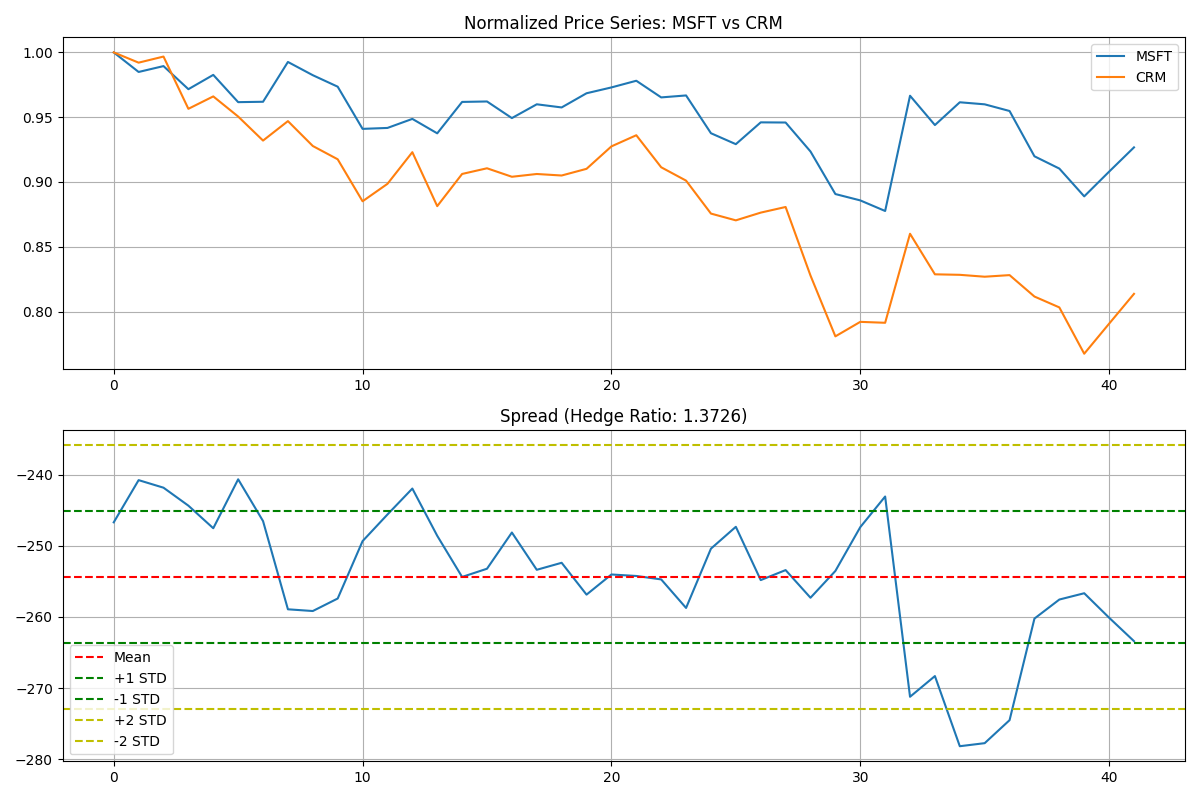 Normalized Price Series: MSFT vs CRM
1.00
0.95
0.90
0.85
0.80
MSFT
CRM
0 10 20 30 40
Spread (Hedge Ratio: 1.3726)
−240
−250
−260
−270
−280
Mean
+1 STD
-1 STD
+2 STD
-2 STD
0 10 20 30 40